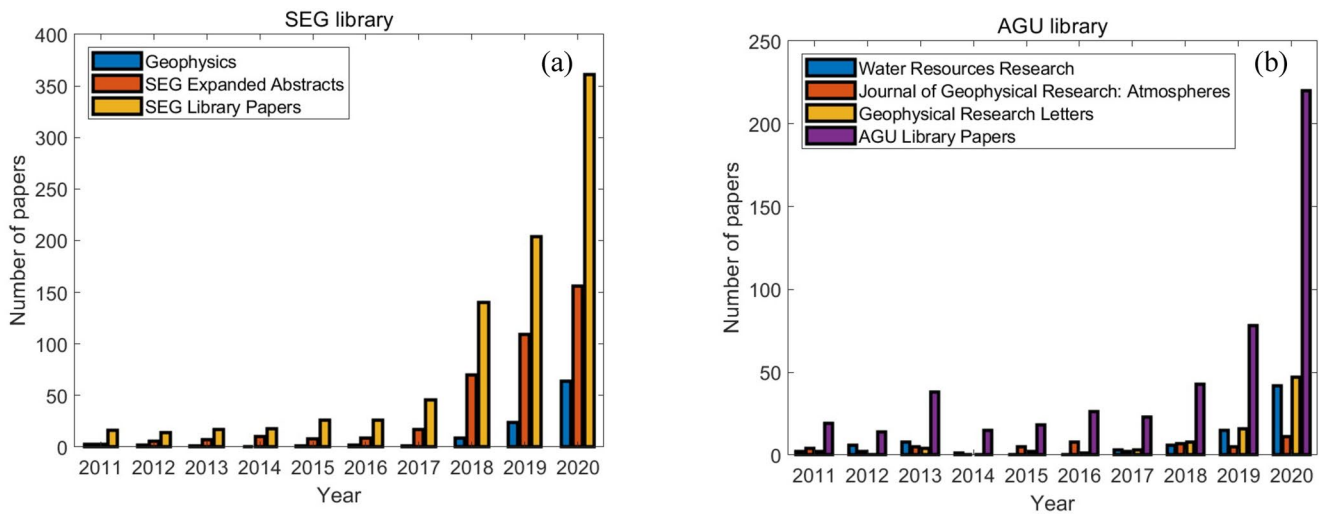 SEG library
400
350
300
250
200
150
100
50
0
Number of papers
Geophysics
SEG Expanded Abstracts
SEG Library Papers
(a)
2011 2012 2013 2014 2015 2016 2017 2018 2019 2020
Year
AGU library
250
200
150
100
50
0
Number of papers
Water Resources Research
Journal of Geophysical Research: Atmospheres
Geophysical Research Letters
AGU Library Papers
(b)
2011 2012 2013 2014 2015 2016 2017 2018 2019 2020
Year